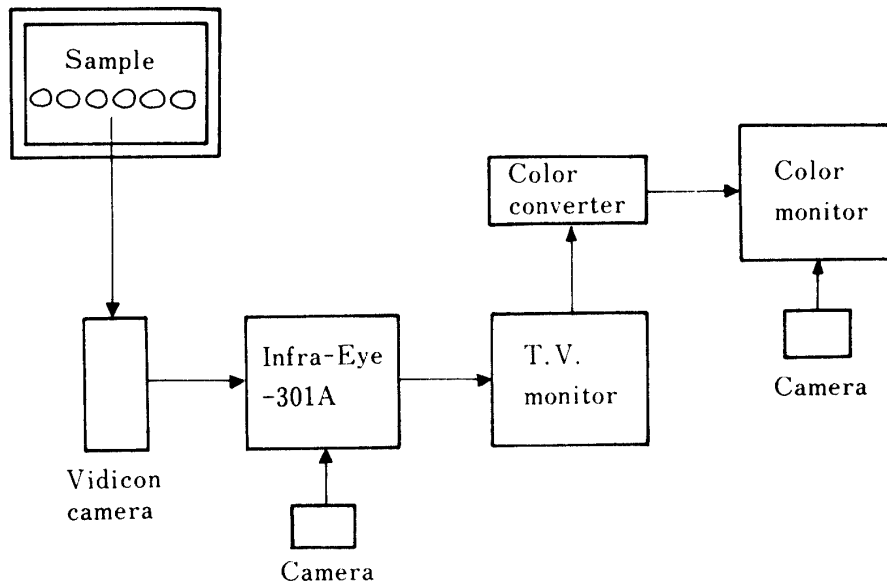 Sample
Color
converter
Color
monitor
Infra-Eye
-301A
T.V.
monitor
Camera
Vidicon
camera
Camera